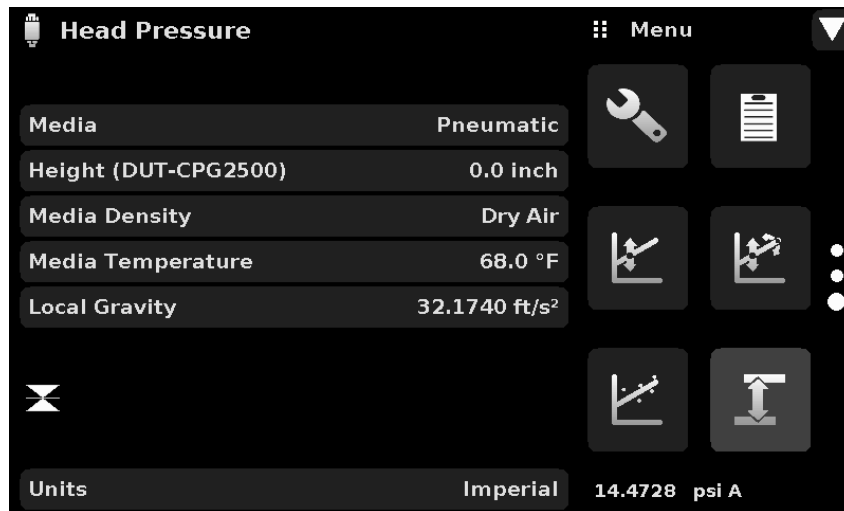 Head Pressure
Menu
Media Pneumatic
Height (DUT-CPG2500) 0.0 inch
Media Density Dry Air
Media Temperature 68.0 °F
Local Gravity 32.1740 ft/s²
Units Imperial
14.4728 psi A